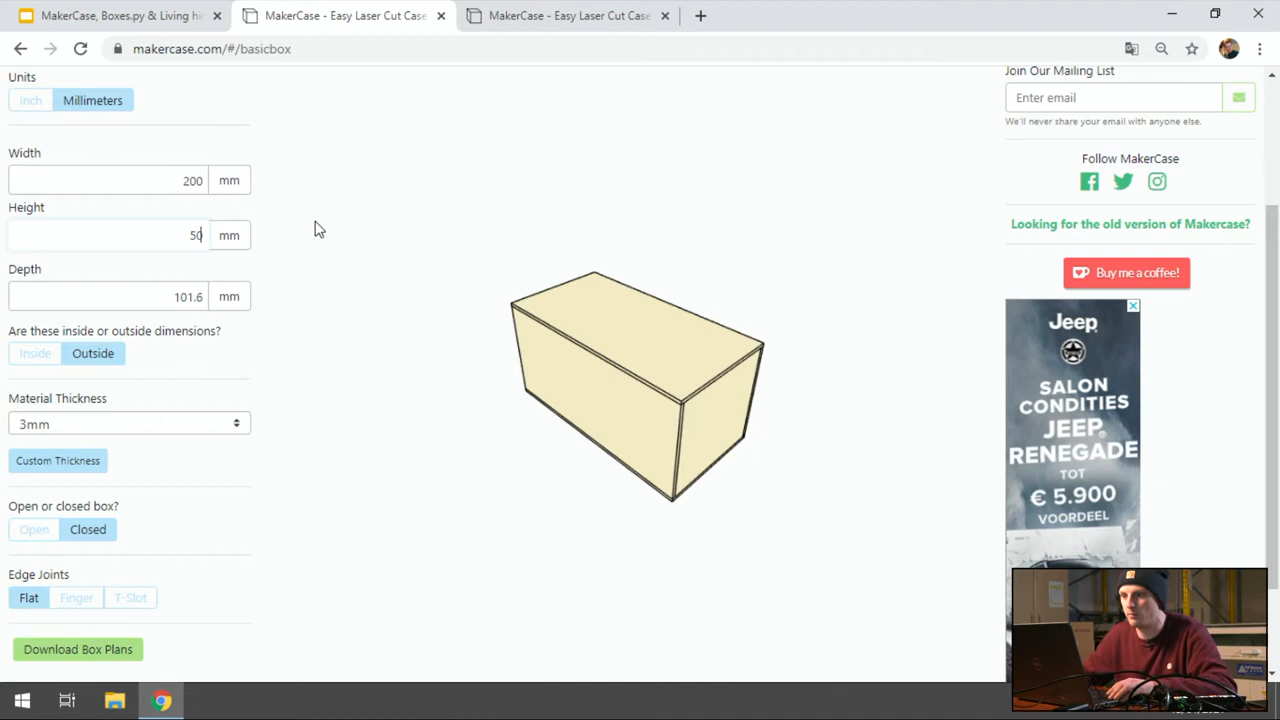 MakerCase, Boxes.py & Living hi
MakerCase - Easy Laser Cut Case
MakerCase - Easy Laser Cut Case
makercase.com/#/basicbox
Units
Inch
Millimeters
Width
200
mm
Height
50
mm
Depth
101.6
mm
Are these inside or outside dimensions?
Inside
Outside
Material Thickness
3mm
Custom Thickness
Open or closed box?
Open
Closed
Edge Joints
Flat
Finger
T-Slot
Download Box Plans
Join Our Mailing List
Enter email
We'll never share your email with anyone else.
Follow MakerCase
Looking for the old version of Makercase?
Buy me a coffee!
Jeep
SALON
CONDITIES
JEEP
RENEGADE
TOT
€ 5.900
VOORDEEL